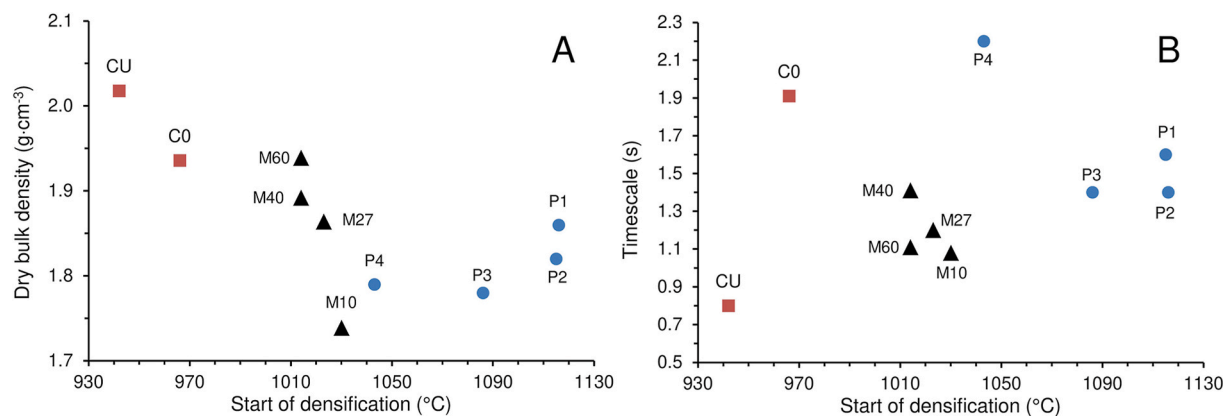 A
Dry bulk density (g·cm-3)
2.1
2.0
1.9
1.8
1.7
CU
C0
M60
M40
M27
P1
P4
P3
P2
M10
930 970 1010 1050 1090 1130
Start of densification (°C)
B
Timescale (s)
2.3
2.1
1.9
1.7
1.5
1.3
1.1
0.9
0.7
0.5
P4
C0
P1
P3
M40
P2
M27
M60
M10
CU
930 970 1010 1050 1090 1130
Start of densification (°C)